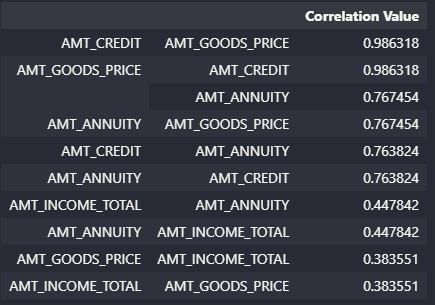 Correlation Value
AMT_CREDIT AMT_GOODS_PRICE 0.986318
AMT_GOODS_PRICE AMT_CREDIT 0.986318
AMT_ANNUITY 0.767454
AMT_ANNUITY AMT_GOODS_PRICE 0.767454
AMT_CREDIT AMT_ANNUITY 0.763824
AMT_ANNUITY AMT_CREDIT 0.763824
AMT_INCOME_TOTAL AMT_ANNUITY 0.447842
AMT_ANNUITY AMT_INCOME_TOTAL 0.447842
AMT_GOODS_PRICE AMT_INCOME_TOTAL 0.383551
AMT_INCOME_TOTAL AMT_GOODS_PRICE 0.383551